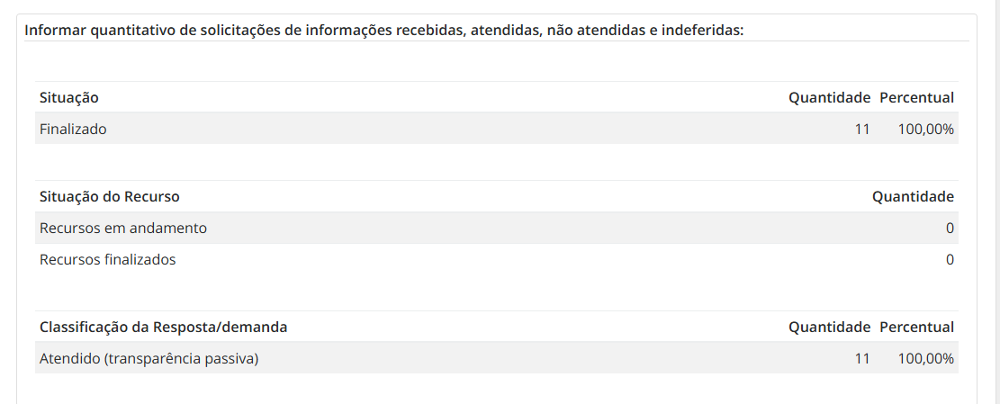 Informar quantitativo de solicitações de informações recebidas, atendidas, não atendidas e indeferidas:
Situação Quantidade Percentual
Finalizado 11 100,00%
Situação do Recurso Quantidade
Recursos em andamento 0
Recursos finalizados 0
Classificação da Resposta/demanda Quantidade Percentual
Atendido (transparência passiva) 11 100,00%